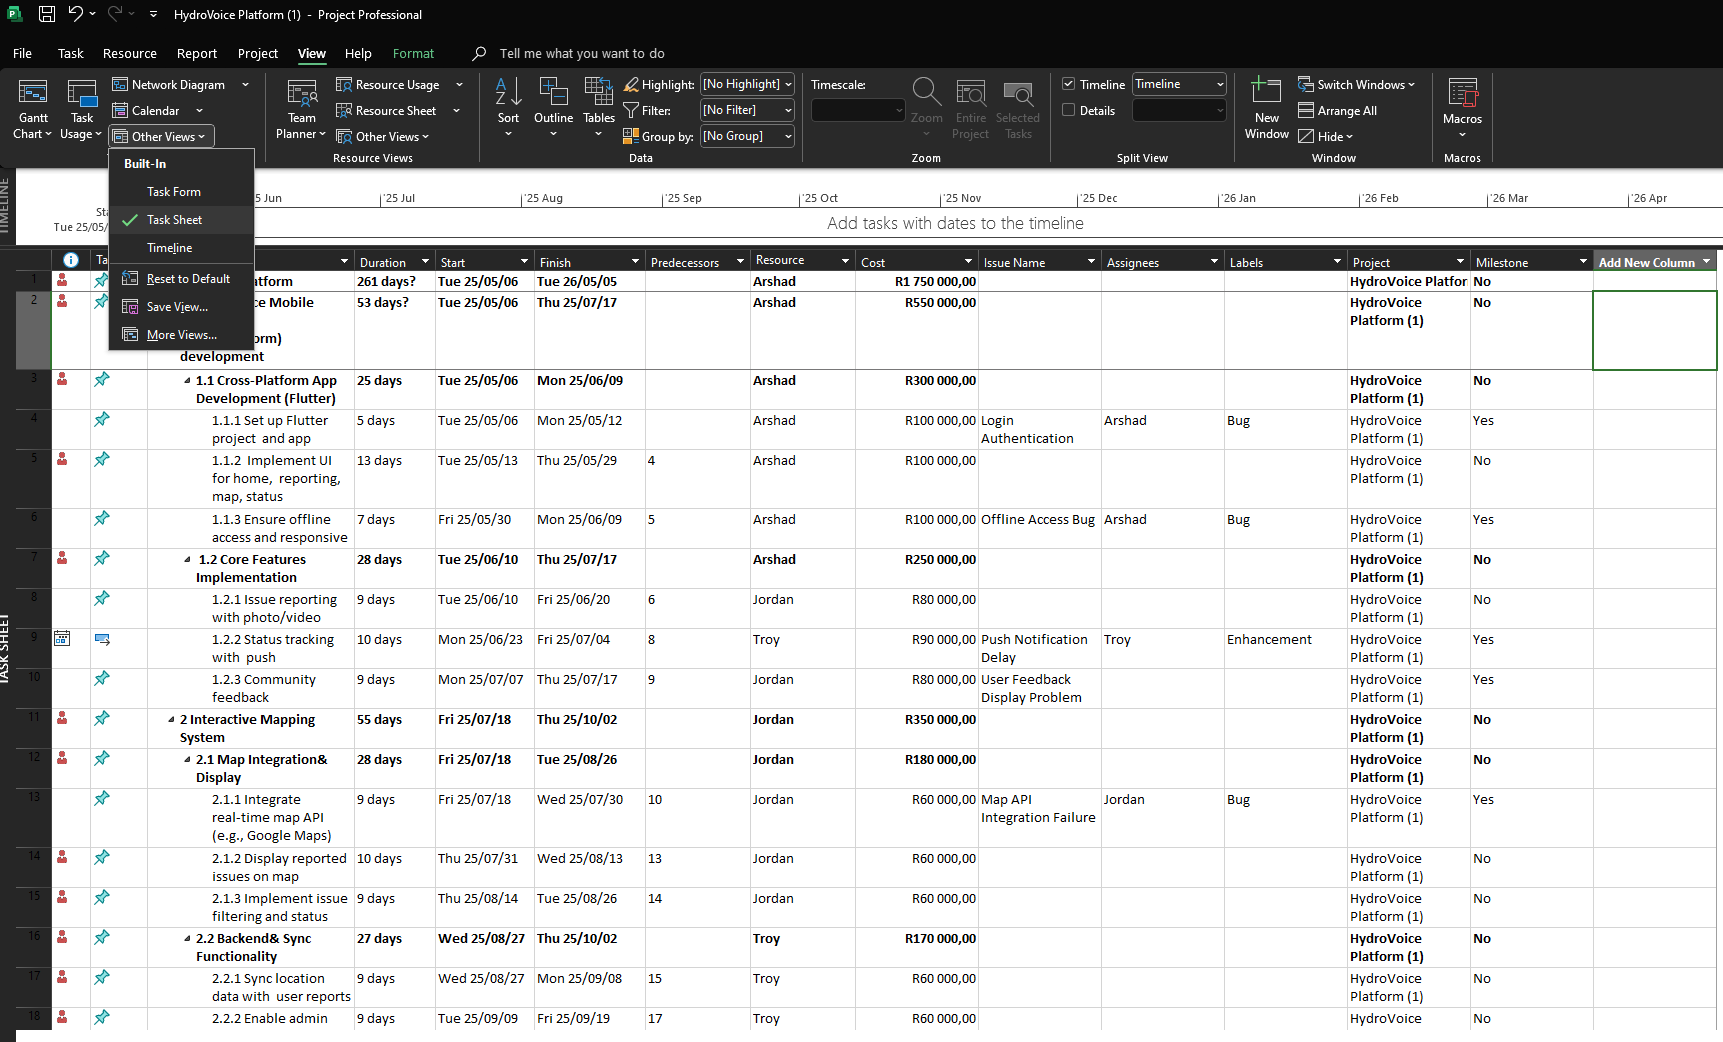 HydroVoice Platform (1) - Project Professional
File Task Resource Report Project View Help Format Tell me what you want to do
Gantt Chart
Task Usage
Network Diagram
Calendar
Other Views
Team Planner
Resource Usage
Resource Sheet
Other Views
Resource Views
Sort
Outline
Tables
Highlight: [No Highlight]
Filter: [No Filter]
Group by: [No Group]
Data
Timescale:
Zoom
Entire Project
Selected Tasks
Zoom
Timeline Timeline
Details
Split View
New Window
Switch Windows
Arrange All
Hide
Window
Macros
Macros
Built-In
Task Form
Task Sheet
Timeline
Reset to Default
Save View...
More Views...
TIMELINE
Sta
Tue 25/05/
5 Jun '25 Jul '25 Aug '25 Sep '25 Oct '25 Nov '25 Dec '26 Jan '26 Feb '26 Mar '26 Apr
Add tasks with dates to the timeline
TASK SHEET
Ta Duration Start Finish Predecessors Resource Cost Issue Name Assignees Labels Project Milestone Add New Column
1 atform 261 days? Tue 25/05/06 Tue 26/05/05 Arshad R1 750 000,00 HydroVoice Platfor No
2 ce Mobile 53 days? Tue 25/05/06 Thu 25/07/17 Arshad R550 000,00 HydroVoice No
Platform (1)
orm)
development
3 1.1 Cross-Platform App 25 days Tue 25/05/06 Mon 25/06/09 Arshad R300 000,00 HydroVoice No
Development (Flutter) Platform (1)
4 1.1.1 Set up Flutter 5 days Tue 25/05/06 Mon 25/05/12 Arshad R100 000,00 Login Arshad Bug HydroVoice Yes
project and app Authentication Platform (1)
5 1.1.2 Implement UI 13 days Tue 25/05/13 Thu 25/05/29 4 Arshad R100 000,00 HydroVoice No
for home, reporting, Platform (1)
map, status
6 1.1.3 Ensure offline 7 days Fri 25/05/30 Mon 25/06/09 5 Arshad R100 000,00 Offline Access Bug Arshad Bug HydroVoice Yes
access and responsive Platform (1)
7 1.2 Core Features 28 days Tue 25/06/10 Thu 25/07/17 Arshad R250 000,00 HydroVoice No
Implementation Platform (1)
8 1.2.1 Issue reporting 9 days Tue 25/06/10 Fri 25/06/20 6 Jordan R80 000,00 HydroVoice No
with photo/video Platform (1)
9 1.2.2 Status tracking 10 days Mon 25/06/23 Fri 25/07/04 8 Troy R90 000,00 Push Notification Troy Enhancement HydroVoice Yes
with push Delay Platform (1)
10 1.2.3 Community 9 days Mon 25/07/07 Thu 25/07/17 9 Jordan R80 000,00 User Feedback HydroVoice Yes
feedback Display Problem Platform (1)
11 2 Interactive Mapping 55 days Fri 25/07/18 Thu 25/10/02 Jordan R350 000,00 HydroVoice No
System Platform (1)
12 2.1 Map Integration& 28 days Fri 25/07/18 Tue 25/08/26 Jordan R180 000,00 HydroVoice No
Display Platform (1)
13 2.1.1 Integrate 9 days Fri 25/07/18 Wed 25/07/30 10 Jordan R60 000,00 Map API Jordan Bug HydroVoice Yes
real-time map API Integration Failure Platform (1)
(e.g., Google Maps)
14 2.1.2 Display reported 10 days Thu 25/07/31 Wed 25/08/13 13 Jordan R60 000,00 HydroVoice No
issues on map Platform (1)
15 2.1.3 Implement issue 9 days Thu 25/08/14 Tue 25/08/26 14 Jordan R60 000,00 HydroVoice No
filtering and status Platform (1)
16 2.2 Backend& Sync 27 days Wed 25/08/27 Thu 25/10/02 Troy R170 000,00 HydroVoice No
Functionality Platform (1)
17 2.2.1 Sync location 9 days Wed 25/08/27 Mon 25/09/08 15 Troy R60 000,00 HydroVoice No
data with user reports Platform (1)
18 2.2.2 Enable admin 9 days Tue 25/09/09 Fri 25/09/19 17 Troy R60 000,00 HydroVoice No